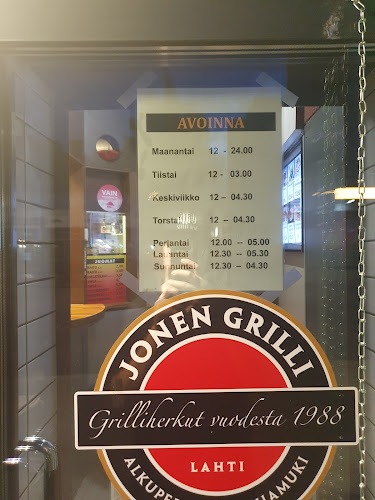 AVOINNA
Maanantai 12 - 24.00
Tiistai 12 - 03.00
Keskiviikko 12 – 04.30
Torstai 12 – 04.30
Perjantai 12.00 – 05.00
Lauantai 12.30 – 05.30
Sunnuntai 12.30 – 04.30
VAIN
JUOMAT
JONEN GRILLI
Grilliherkut vuodesta 1988
LAHTI